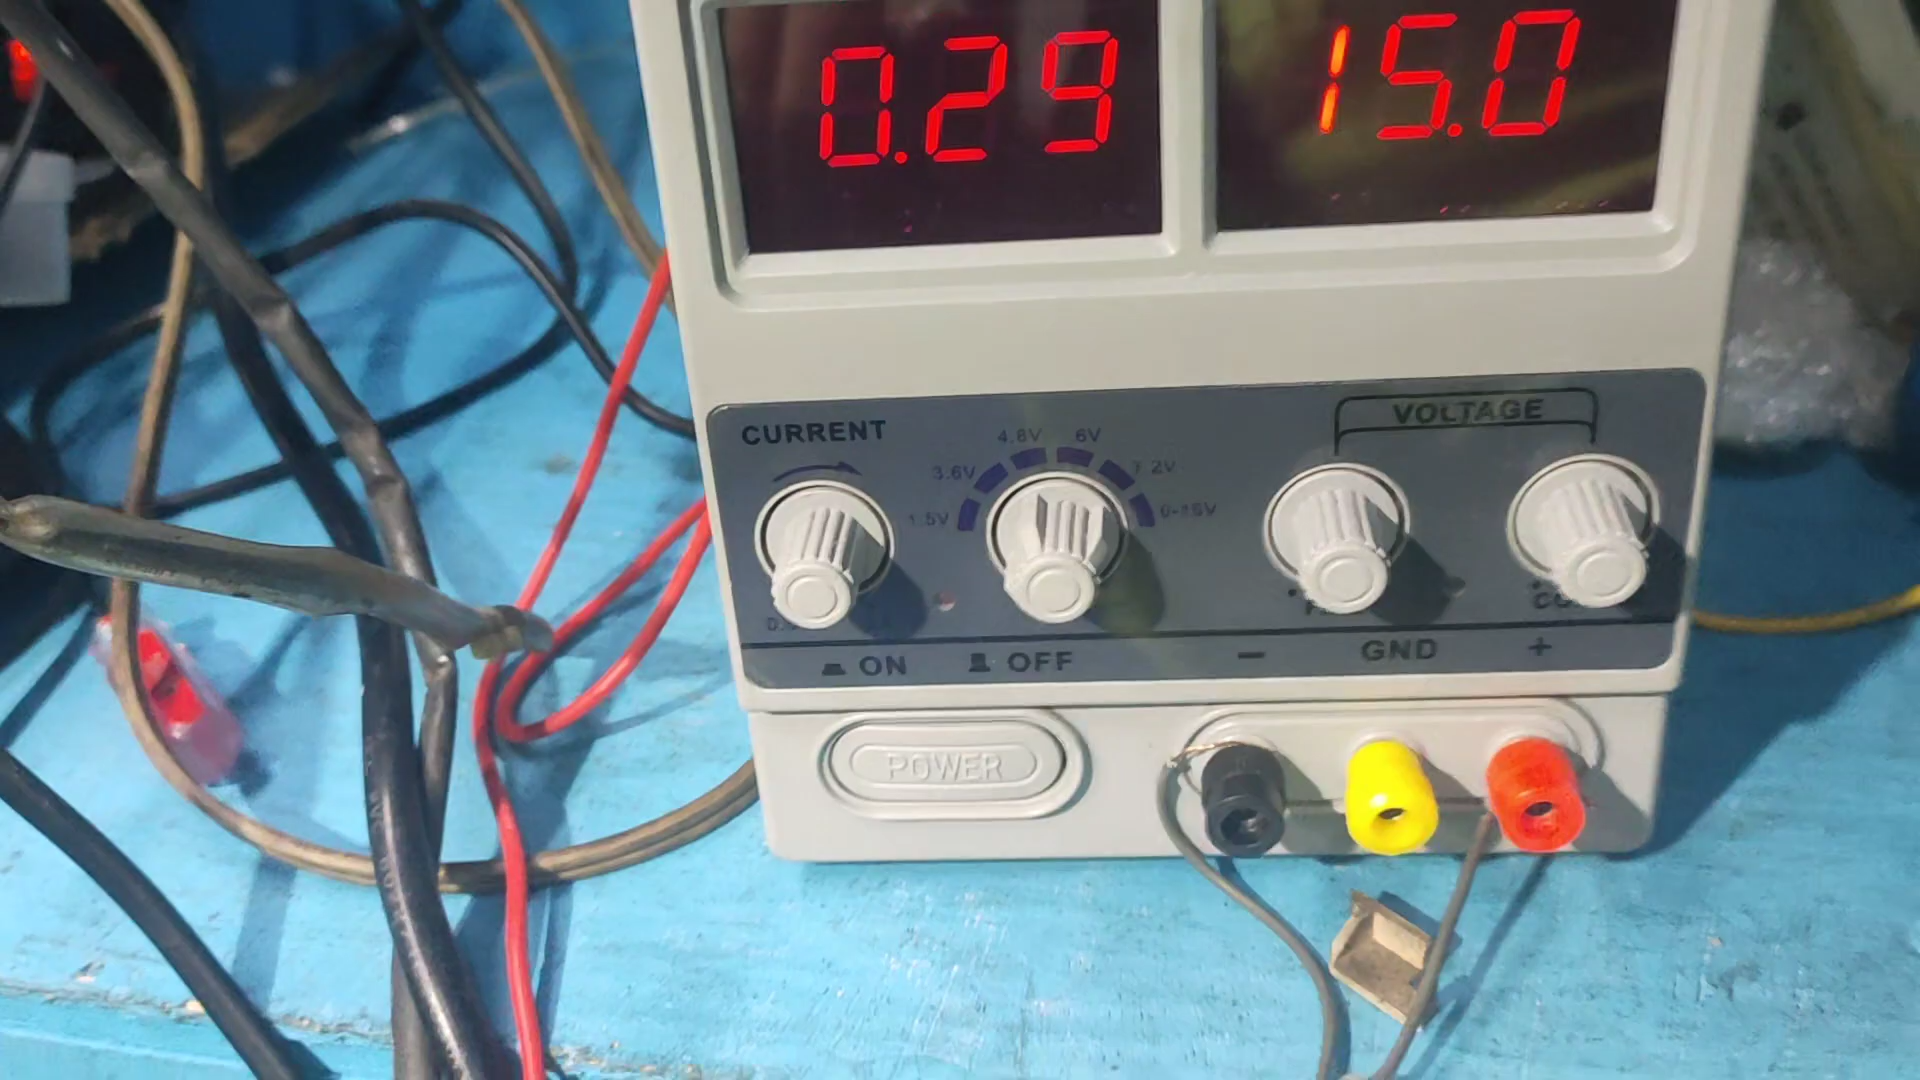 0.29
15.0
VOLTAGE
CURRENT
4.8V
6V
3.6V
7.2V
1.5V
0-15V
ON
OFF
−
GND
+
POWER